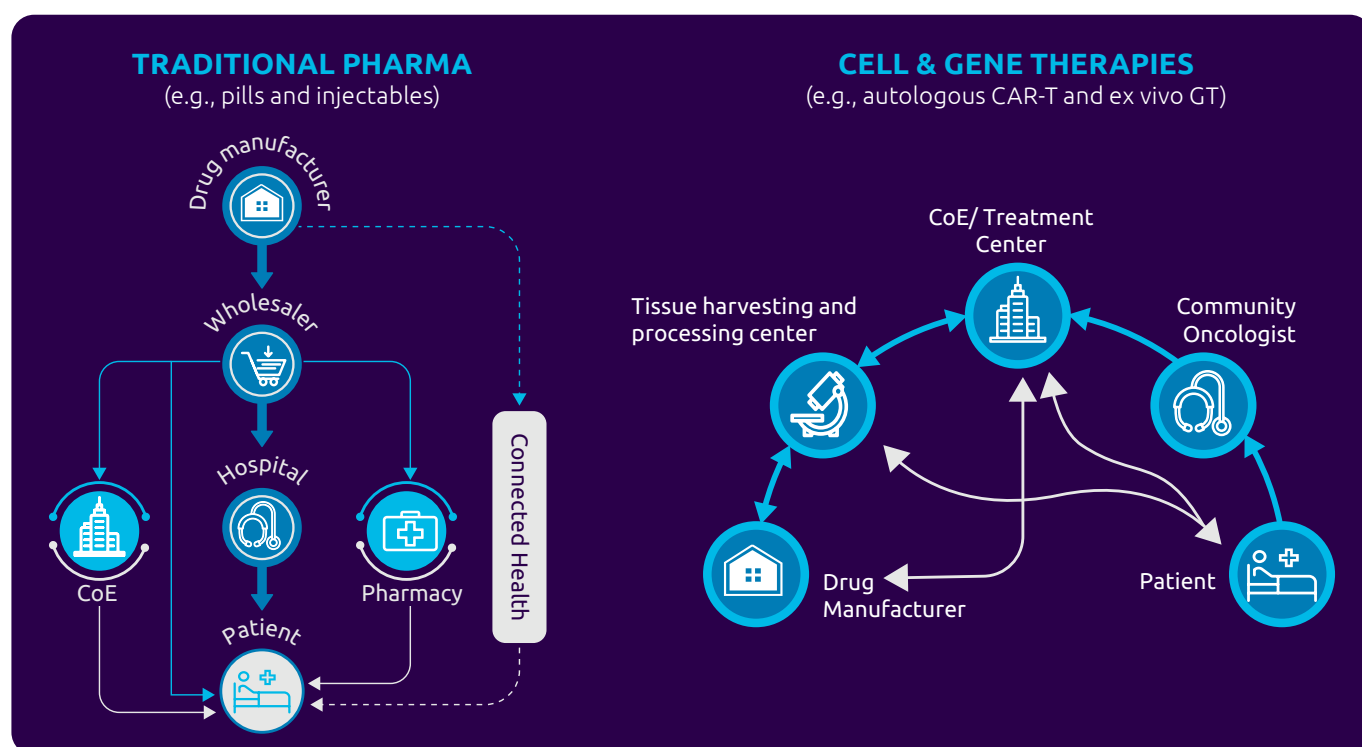 TRADITIONAL PHARMA
(e.g., pills and injectables)
Drug manufacturer
Wholesaler
Hospital
CoE
Pharmacy
Connected Health
Patient
CELL & GENE THERAPIES
(e.g., autologous CAR-T and ex vivo GT)
CoE/ Treatment
Center
Tissue harvesting and
processing center
Community
Oncologist
Drug
Manufacturer
Patient